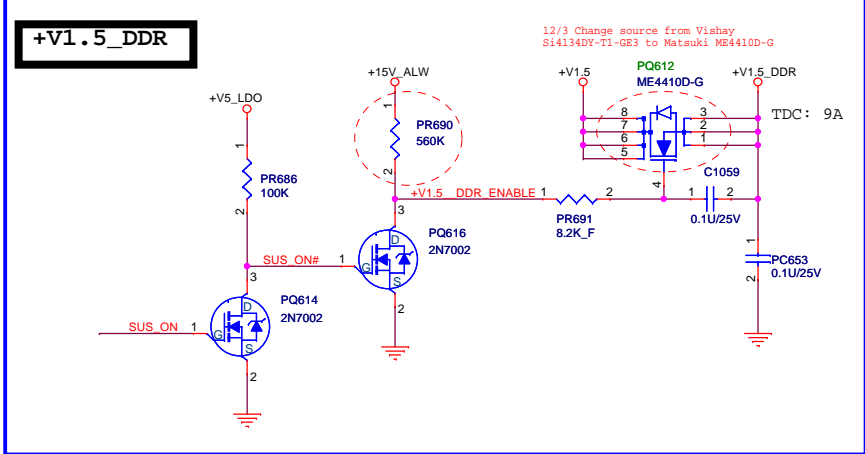 +V1.5_DDR
12/3 Change source from Vishay
Si4134DY-T1-GE3 to Matsuki ME4410D-G
+15V_ALW
+V1.5
PQ612
ME4410D-G
+V1.5_DDR
+V5_LDO
1
PR690
560K
2
8
7
6
5
3
2
1
TDC: 9A
4
C1059
1
2
0.1U/25V
1
PR686
100K
2
+V1.5__DDR_ENABLE
1
2
PR691
8.2K_F
3
D
PQ616
2N7002
G
S
2
1
PC653
0.1U/25V
2
SUS_ON#
1
3
D
PQ614
2N7002
SUS_ON
1
G
S
2